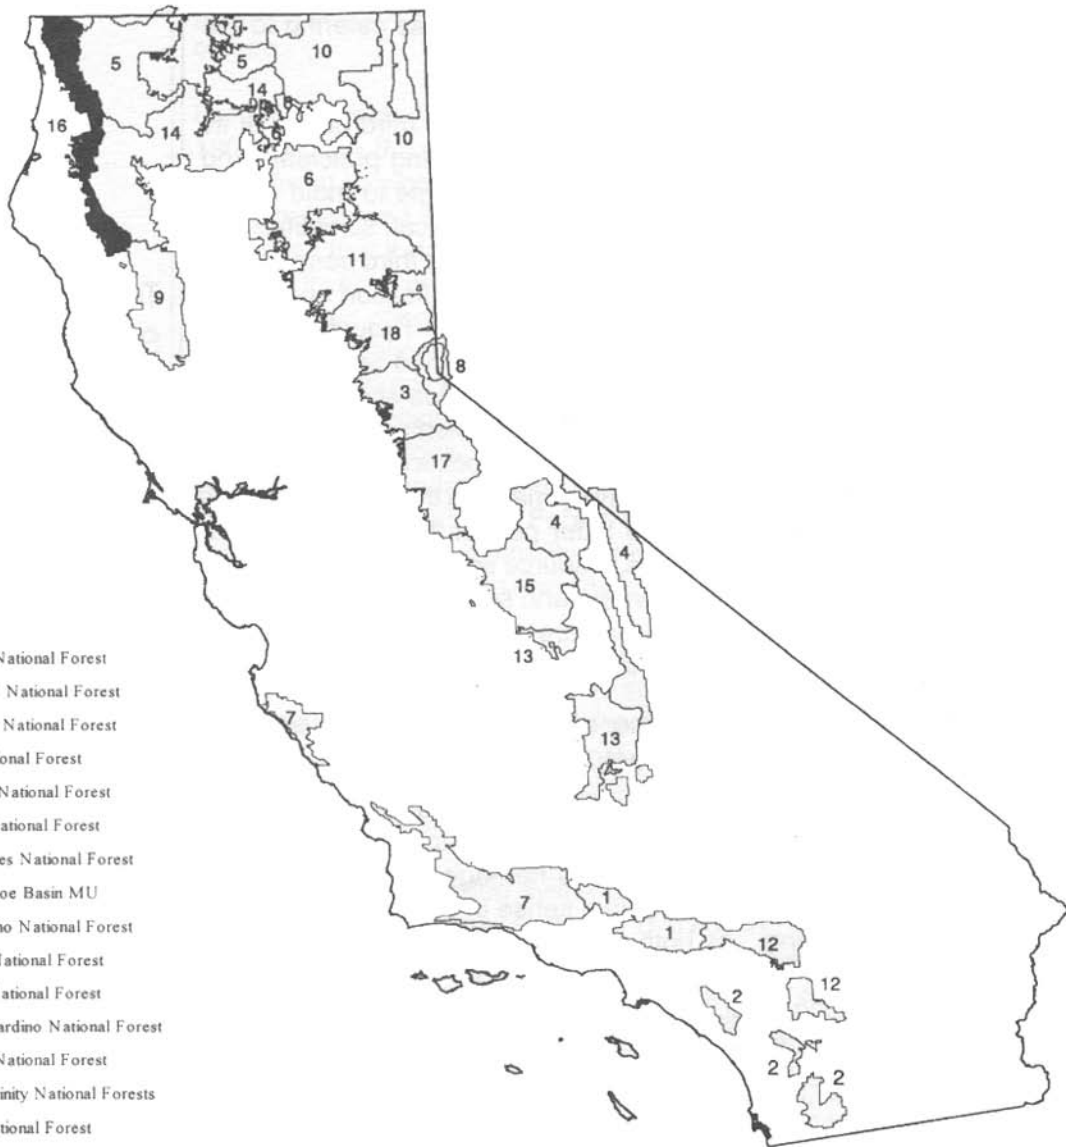 10
5
5
14
10
16
14
6
6
11
9
18
8
3
17
4
4
15
13
National Forest
National Forest
7
National Forest
13
onal Forest
National Forest
ational Forest
es National Forest
oe Basin MU
7
1
no National Forest
1
12
National Forest
12
ational Forest
2
ardino National Forest
National Forest
2
2
inity National Forests
tional Forest